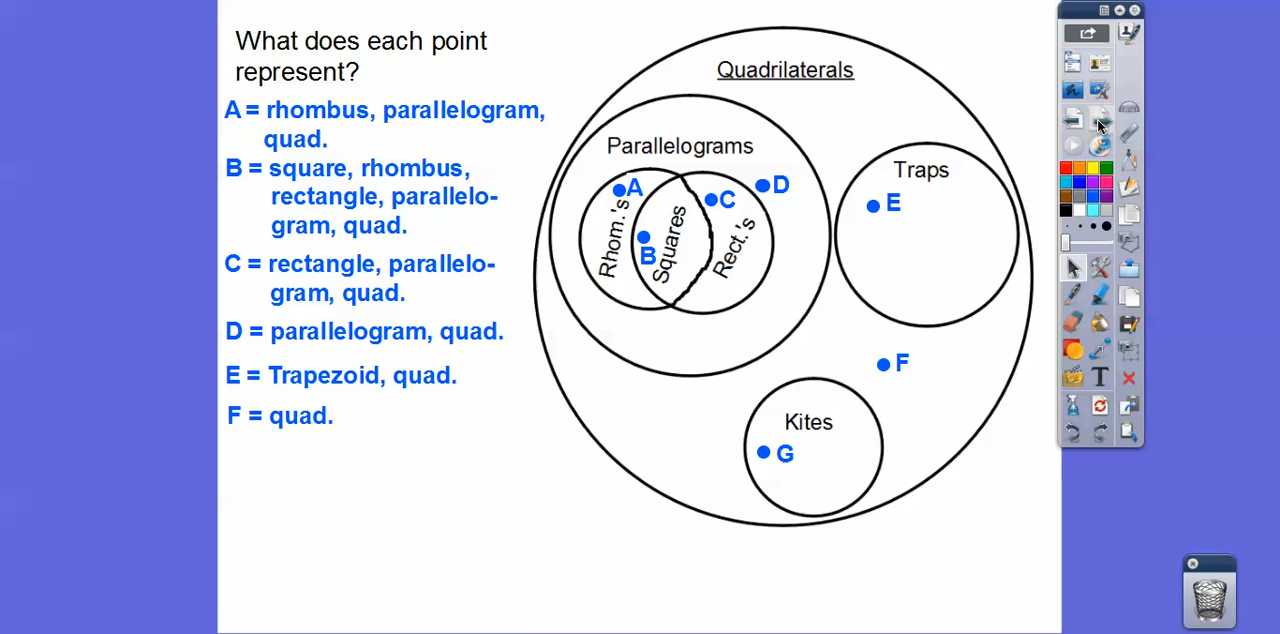 What does each point
represent?
A = rhombus, parallelogram,
quad.
B = square, rhombus,
rectangle, parallelo-
gram, quad.
C = rectangle, parallelo-
gram, quad.
D = parallelogram, quad.
E = Trapezoid, quad.
F = quad.
Quadrilaterals
Parallelograms
A
Rhom.'s
B
Squares
C
Rect.'s
D
Traps
E
F
Kites
G